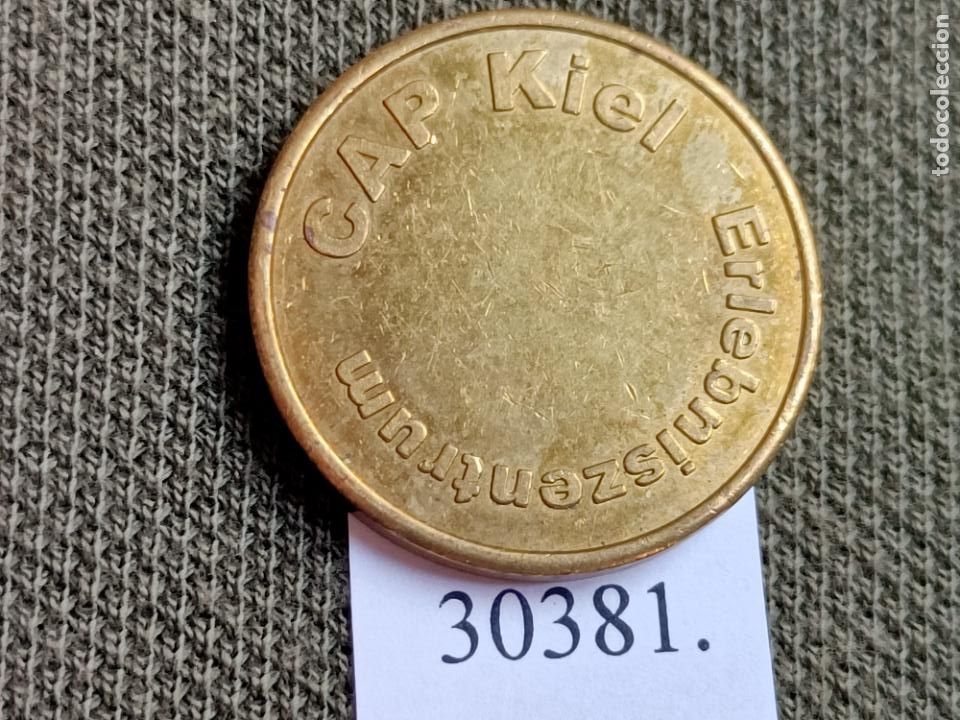 CAP Kiel
Erlebniszentrum
30381.
todocoleccion